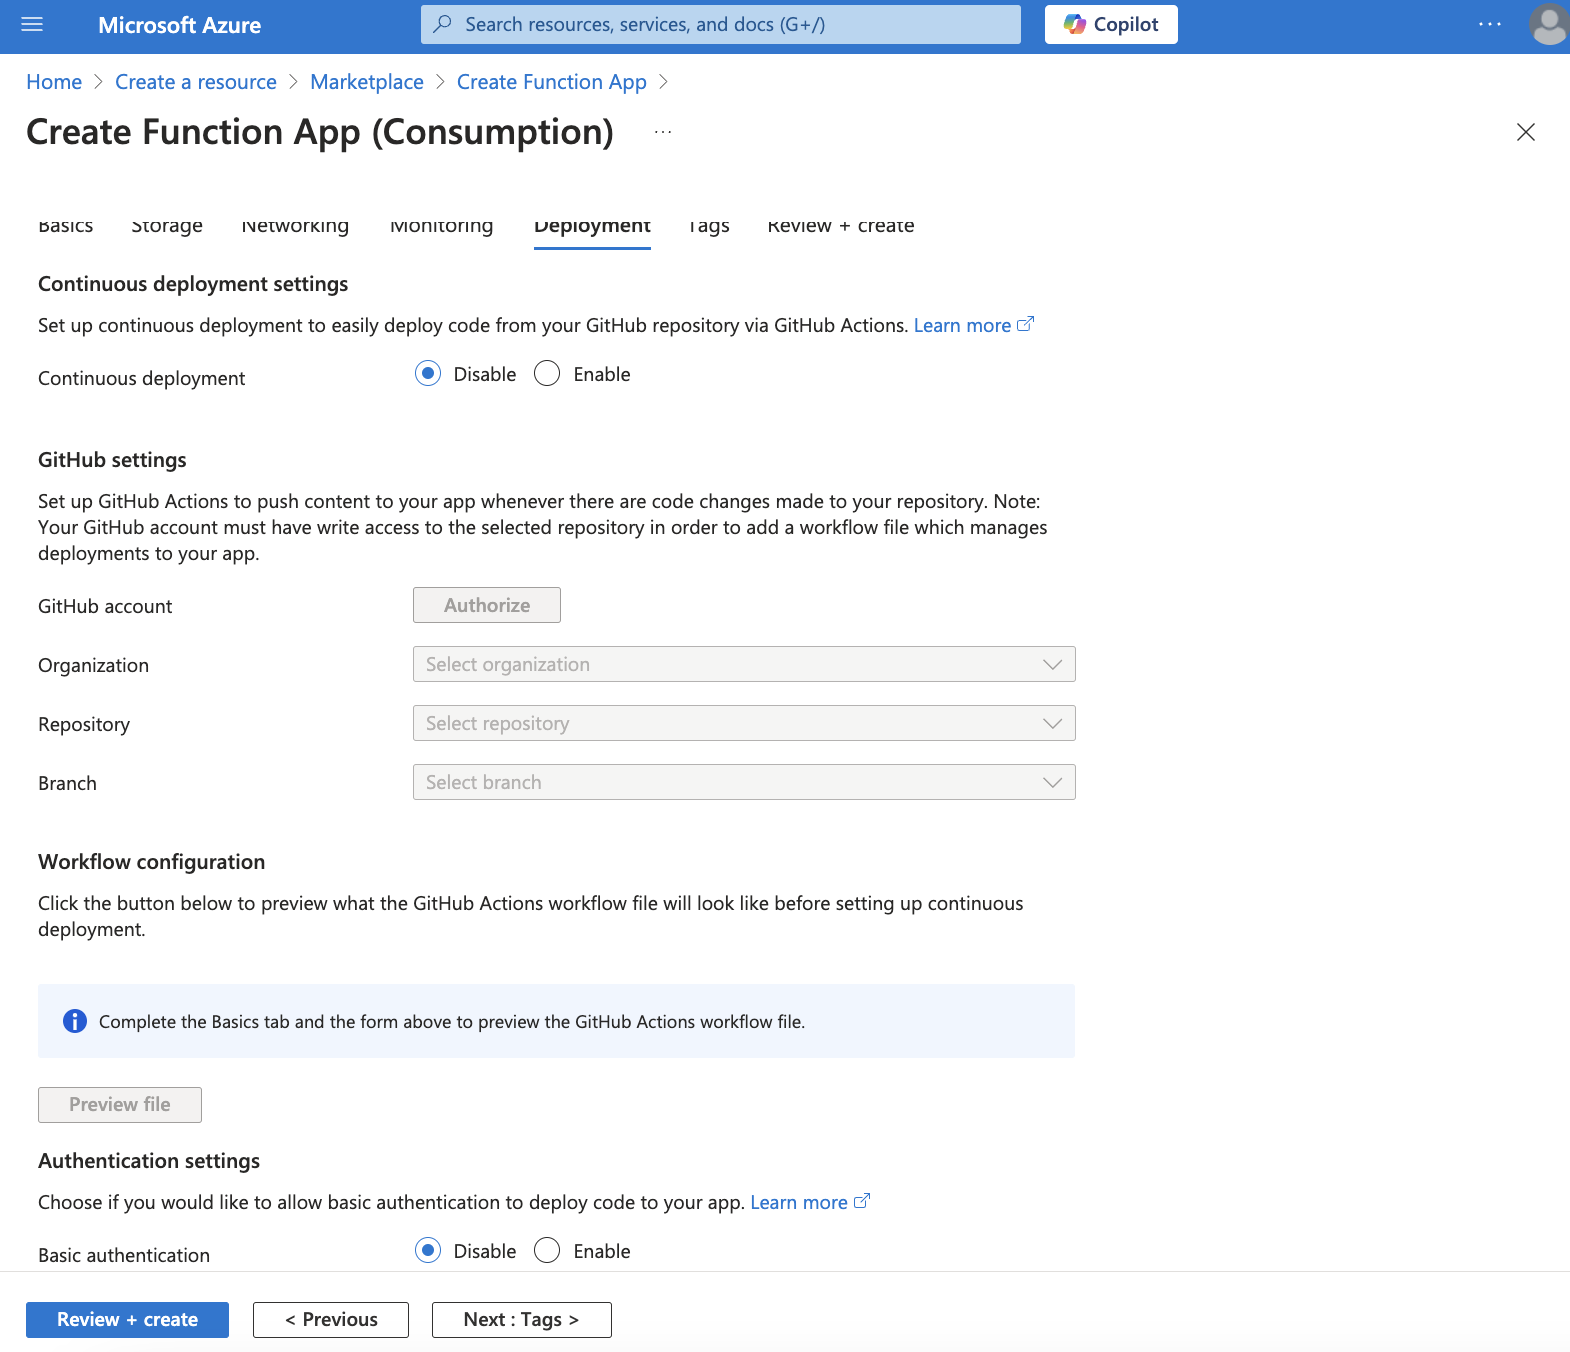 Microsoft Azure
Search resources, services, and docs (G+/)
Copilot
Home > Create a resource > Marketplace > Create Function App >
Create Function App (Consumption) ...
Basics Storage Networking Monitoring Deployment Tags Review + create
Continuous deployment settings
Set up continuous deployment to easily deploy code from your GitHub repository via GitHub Actions. Learn more
Continuous deployment Disable Enable
GitHub settings
Set up GitHub Actions to push content to your app whenever there are code changes made to your repository. Note:
Your GitHub account must have write access to the selected repository in order to add a workflow file which manages
deployments to your app.
GitHub account Authorize
Organization Select organization
Repository Select repository
Branch Select branch
Workflow configuration
Click the button below to preview what the GitHub Actions workflow file will look like before setting up continuous
deployment.
Complete the Basics tab and the form above to preview the GitHub Actions workflow file.
Preview file
Authentication settings
Choose if you would like to allow basic authentication to deploy code to your app. Learn more
Basic authentication Disable Enable
Review + create < Previous Next : Tags >